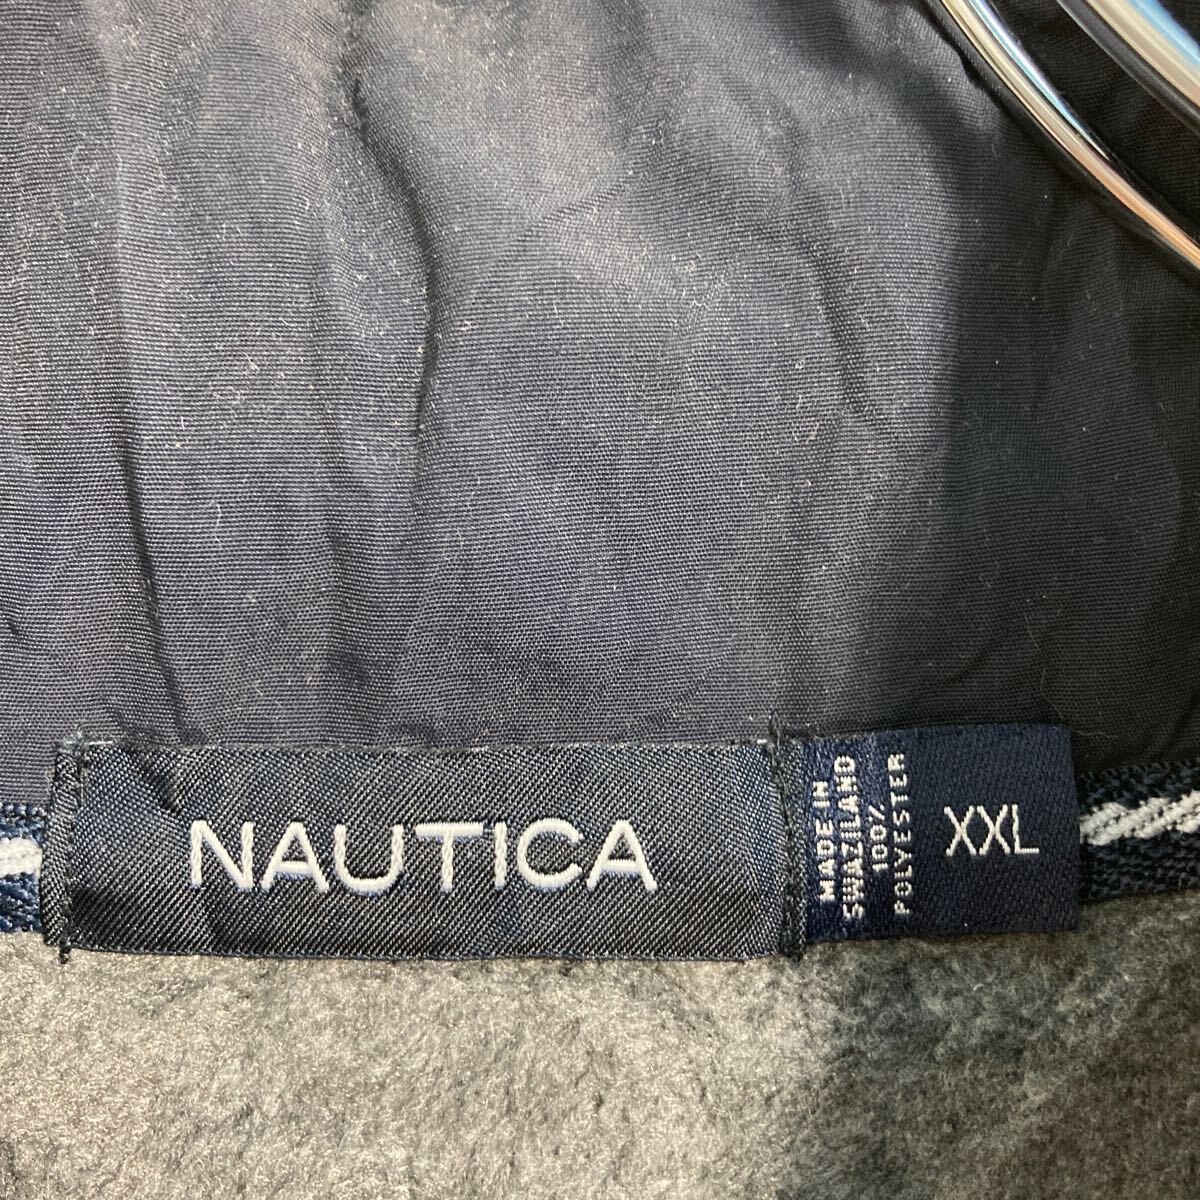 NAUTICA
MADE IN
SWAZILAND
100%
POLYESTER
XXL